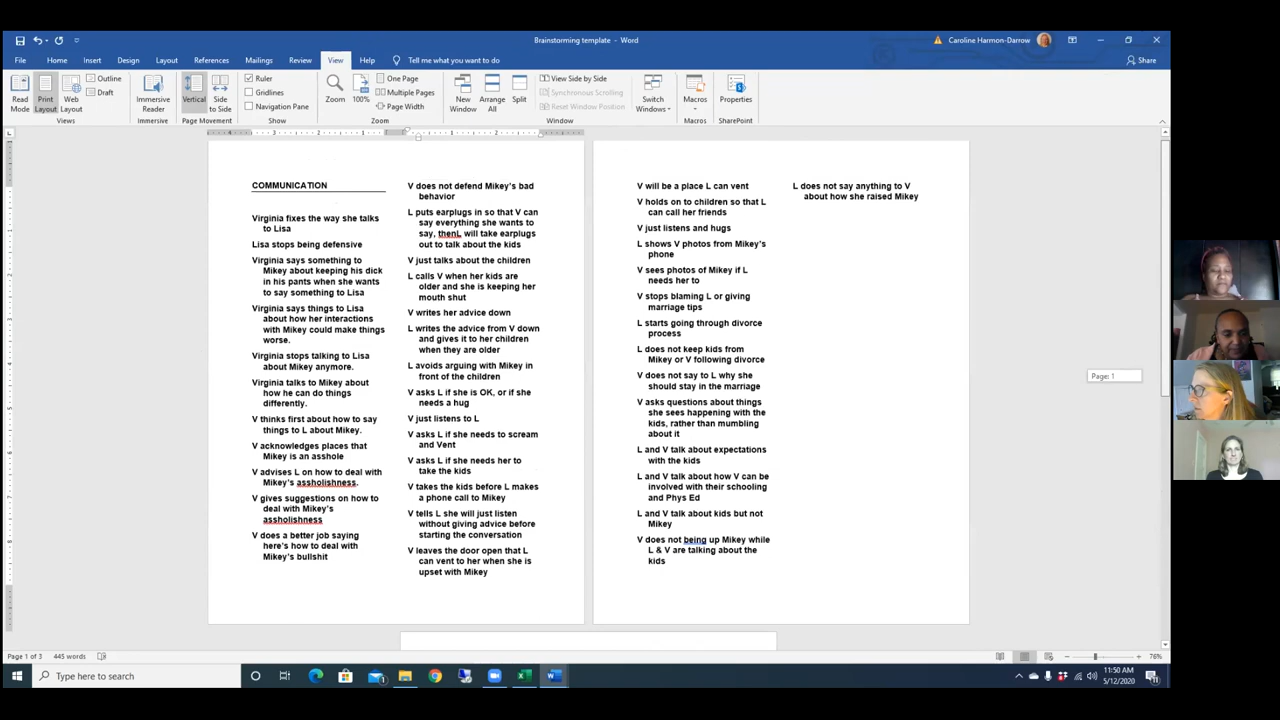 Brainstorming template - Word
Caroline Harmon-Darrow
File
Home
Insert
Draw
Design
Layout
References
Mailings
Review
View
Help
Tell me what you want to do
Share
Read Mode
Print Layout
Web Layout
Outline
Draft
Views
Immersive Reader
Immersive
Vertical
Side to Side
Page Movement
Ruler
Gridlines
Navigation Pane
Show
Zoom
100%
One Page
Multiple Pages
Page Width
Zoom
New Window
Arrange All
Split
View Side by Side
Synchronous Scrolling
Reset Window Position
Window
Switch Windows
Macros
Macros
Properties
SharePoint
COMMUNICATION
Virginia fixes the way she talks
to Lisa
Lisa stops being defensive
Virginia says something to
Mikey about keeping his dick
in his pants when she wants
to say something to Lisa
Virginia says things to Lisa
about how her interactions
with Mikey could make things
worse.
Virginia stops talking to Lisa
about Mikey anymore.
Virginia talks to Mikey about
how he can do things
differently.
V thinks first about how to say
things to L about Mikey.
V acknowledges places that
Mikey is an asshole
V advises L on how to deal with
Mikey's assholishness.
V gives suggestions on how to
deal with Mikey's
assholishness
V does a better job saying
here's how to deal with
Mikey's bullshit
V does not defend Mikey's bad
behavior
L puts earplugs in so that V can
say everything she wants to
say, thenL will take earplugs
out to talk about the kids
V just talks about the children
L calls V when her kids are
older and she is keeping her
mouth shut
V writes her advice down
L writes the advice from V down
and gives it to her children
when they are older
L avoids arguing with Mikey in
front of the children
V asks L if she is OK, or if she
needs a hug
V just listens to L
V asks L if she needs to scream
and Vent
V asks L if she needs her to
take the kids
V takes the kids before L makes
a phone call to Mikey
V tells L she will just listen
without giving advice before
starting the conversation
V leaves the door open that L
can vent to her when she is
upset with Mikey
V will be a place L can vent
V holds on to children so that L
can call her friends
V just listens and hugs
L shows V photos from Mikey's
phone
V sees photos of Mikey if L
needs her to
V stops blaming L or giving
marriage tips
L starts going through divorce
process
L does not keep kids from
Mikey or V following divorce
V does not say to L why she
should stay in the marriage
V asks questions about things
she sees happening with the
kids, rather than mumbling
about it
L and V talk about expectations
with the kids
L and V talk about how V can be
involved with their schooling
and Phys Ed
L and V talk about kids but not
Mikey
V does not being up Mikey while
L & V are talking about the
kids
L does not say anything to V
about how she raised Mikey
Page: 1
Page 1 of 3
445 words
76%
Type here to search
11:50 AM
5/12/2020